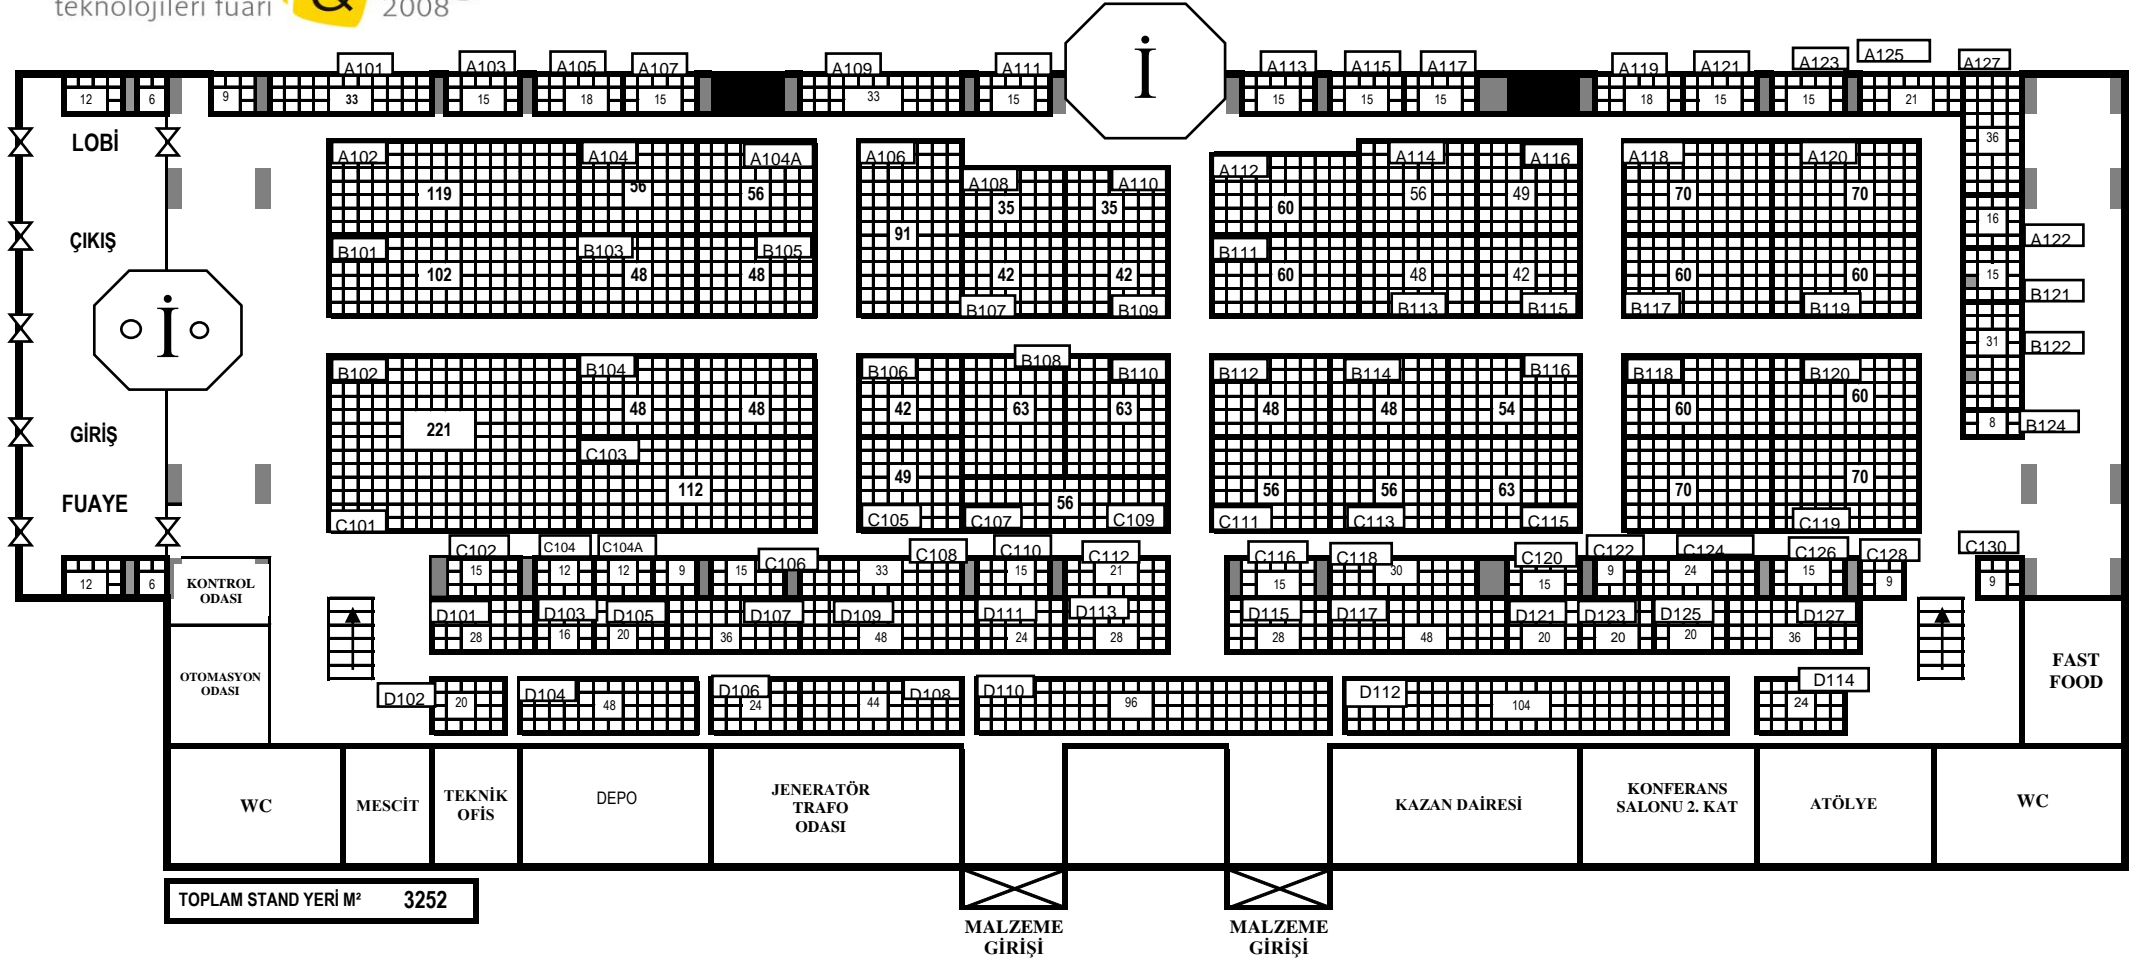 teknolojileri fuarı & 2008
İ
A101 A103 A105 A107 A109 A111 A113 A115 A117 A119 A121 A123 A125 A127
12 6 9 33 15 18 15 33 15 15 15 15 18 15 15 21
36
LOBİ
A102 A104 A104A A106 A108 A110 A112 A114 A116 A118 A120
119 56 56 91 35 35 60 56 49 70 70
16 A122
ÇIKIŞ
B101 B103 B105 B111
102 48 48 42 42 60 48 42 60 60
15 B121
B107 B109 B113 B115 B117 B119
İ
31 B122
B102 B104 B106 B108 B110 B112 B114 B116 B118 B120
221 48 48 42 63 63 48 48 54 60 60
8 B124
GİRİŞ
C103
112 49 56 56 56 63 70 70
FUAYE
C101 C105 C107 C109 C111 C113 C115 C119
C102 C104 C104A C106 C108 C110 C112 C116 C118 C120 C122 C124 C126 C128 C130
12 6 15 12 12 9 15 33 15 21 15 30 15 9 24 15 9 9
KONTROL
ODASI
D101 D103 D105 D107 D109 D111 D113 D115 D117 D121 D123 D125 D127
28 16 20 36 48 24 28 28 48 20 20 20 36
OTOMASYON
ODASI
FAST
FOOD
D102 D104 D106 D108 D110 D112 D114
20 48 24 44 96 104 24
WC
MESCİT
TEKNİK
OFİS
DEPO
JENERATÖR
TRAFO
ODASI
KAZAN DAİRESİ
KONFERANS
SALONU 2. KAT
ATÖLYE
WC
TOPLAM STAND YERİ M² 3252
MALZEME
GİRİŞİ
MALZEME
GİRİŞİ